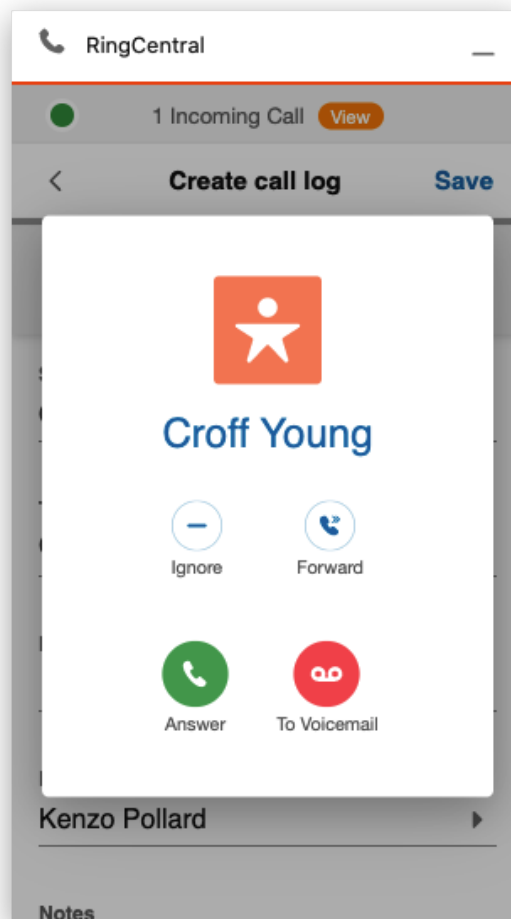 RingCentral
1 Incoming Call View
Create call log Save
Croff Young
Ignore Forward
Answer To Voicemail
Kenzo Pollard
Notes